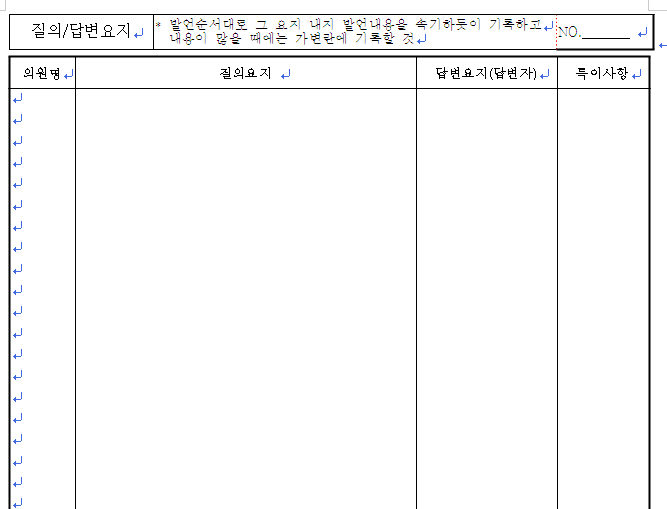 질의/답변요지
* 발언순서대로 그 요지 내지 발언내용을 속기하듯이 기록하고
내용이 많을 때에는 가변란에 기록할 것
NO.______
의원명 질의요지 답변요지(답변자) 특이사항